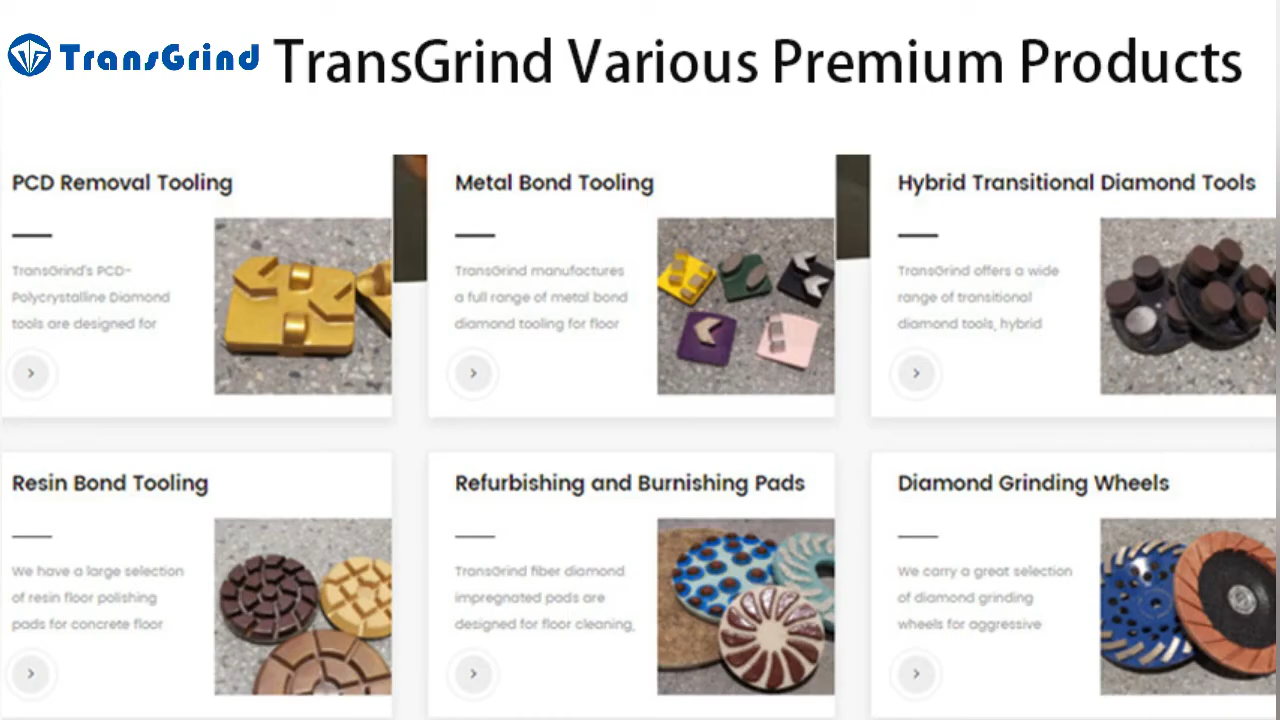 TransGrind
TransGrind Various Premium Products
PCD Removal Tooling
TransGrind's PCD-
Polycrystalline Diamond
tools are designed for
Metal Bond Tooling
TransGrind manufactures
a full range of metal bond
diamond tooling for floor
Hybrid Transitional Diamond Tools
TransGrind offers a wide
range of transitional
diamond tools, hybrid
Resin Bond Tooling
We have a large selection
of resin floor polishing
pads for concrete floor
Refurbishing and Burnishing Pads
TransGrind fiber diamond
impregnated pads are
designed for floor cleaning,
Diamond Grinding Wheels
We carry a great selection
of diamond grinding
wheels for aggressive